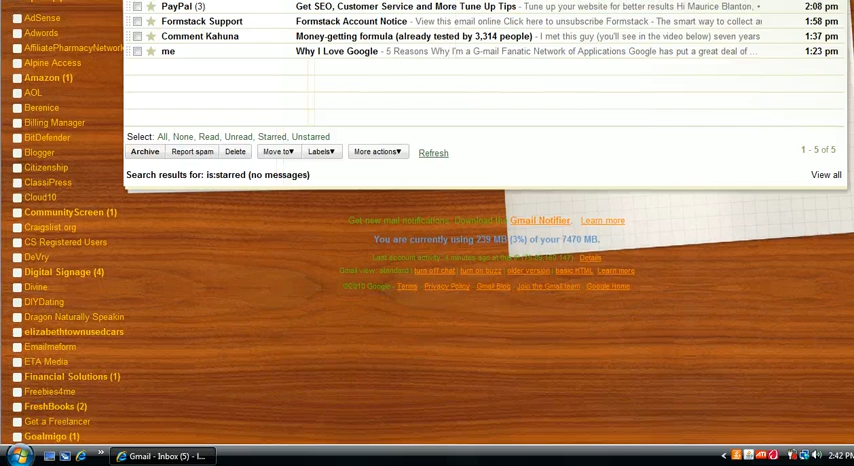 AdSense
Adwords
AffiliatePharmacyNetwork
Alpine Access
Amazon (1)
AOL
Berenice
Billing Manager
BitDefender
Blogger
Citizenship
ClassiPress
Cloud10
CommunityScreen (1)
Craigslist.org
CS Registered Users
DeVry
Digital Signage (4)
Divine
DIYDating
Dragon Naturally Speakin
elizabethtownusedcars
Emailmeform
ETA Media
Financial Solutions (1)
Freebies4me
FreshBooks (2)
Get a Freelancer
Goalmigo (1)
PayPal (3) Get SEO, Customer Service and More Tune Up Tips - Tune up your website for better results Hi Maurice Blanton, • 2:08 pm
Formstack Support Formstack Account Notice - View this email online Click here to unsubscribe Formstack - The smart way to collect 1:58 pm
Comment Kahuna Money-getting formula (already tested by 3,314 people) - I met this guy (you'll see in the video below) seven years 1:37 pm
me Why I Love Google - 5 Reasons Why I'm a G-mail Fanatic Network of Applications Google has put a great deal of ... 1:23 pm
Select: All, None, Read, Unread, Starred, Unstarred
Archive Report spam Delete Move to▾ Labels▾ More actions▾ Refresh 1 - 5 of 5
Search results for: is:starred (no messages) View all
Get new mail notifications. Download the Gmail Notifier. Learn more
You are currently using 239 MB (3%) of your 7470 MB.
Last account activity: 4 minutes ago at Details
Gmail view: standard | turn off chat | turn on buzz | older version | basic HTML Learn more
©2010 Google - Terms Privacy Policy Gmail Blog Join the Gmail team Google Home
Gmail - Inbox (5) - I...
2:42 PM